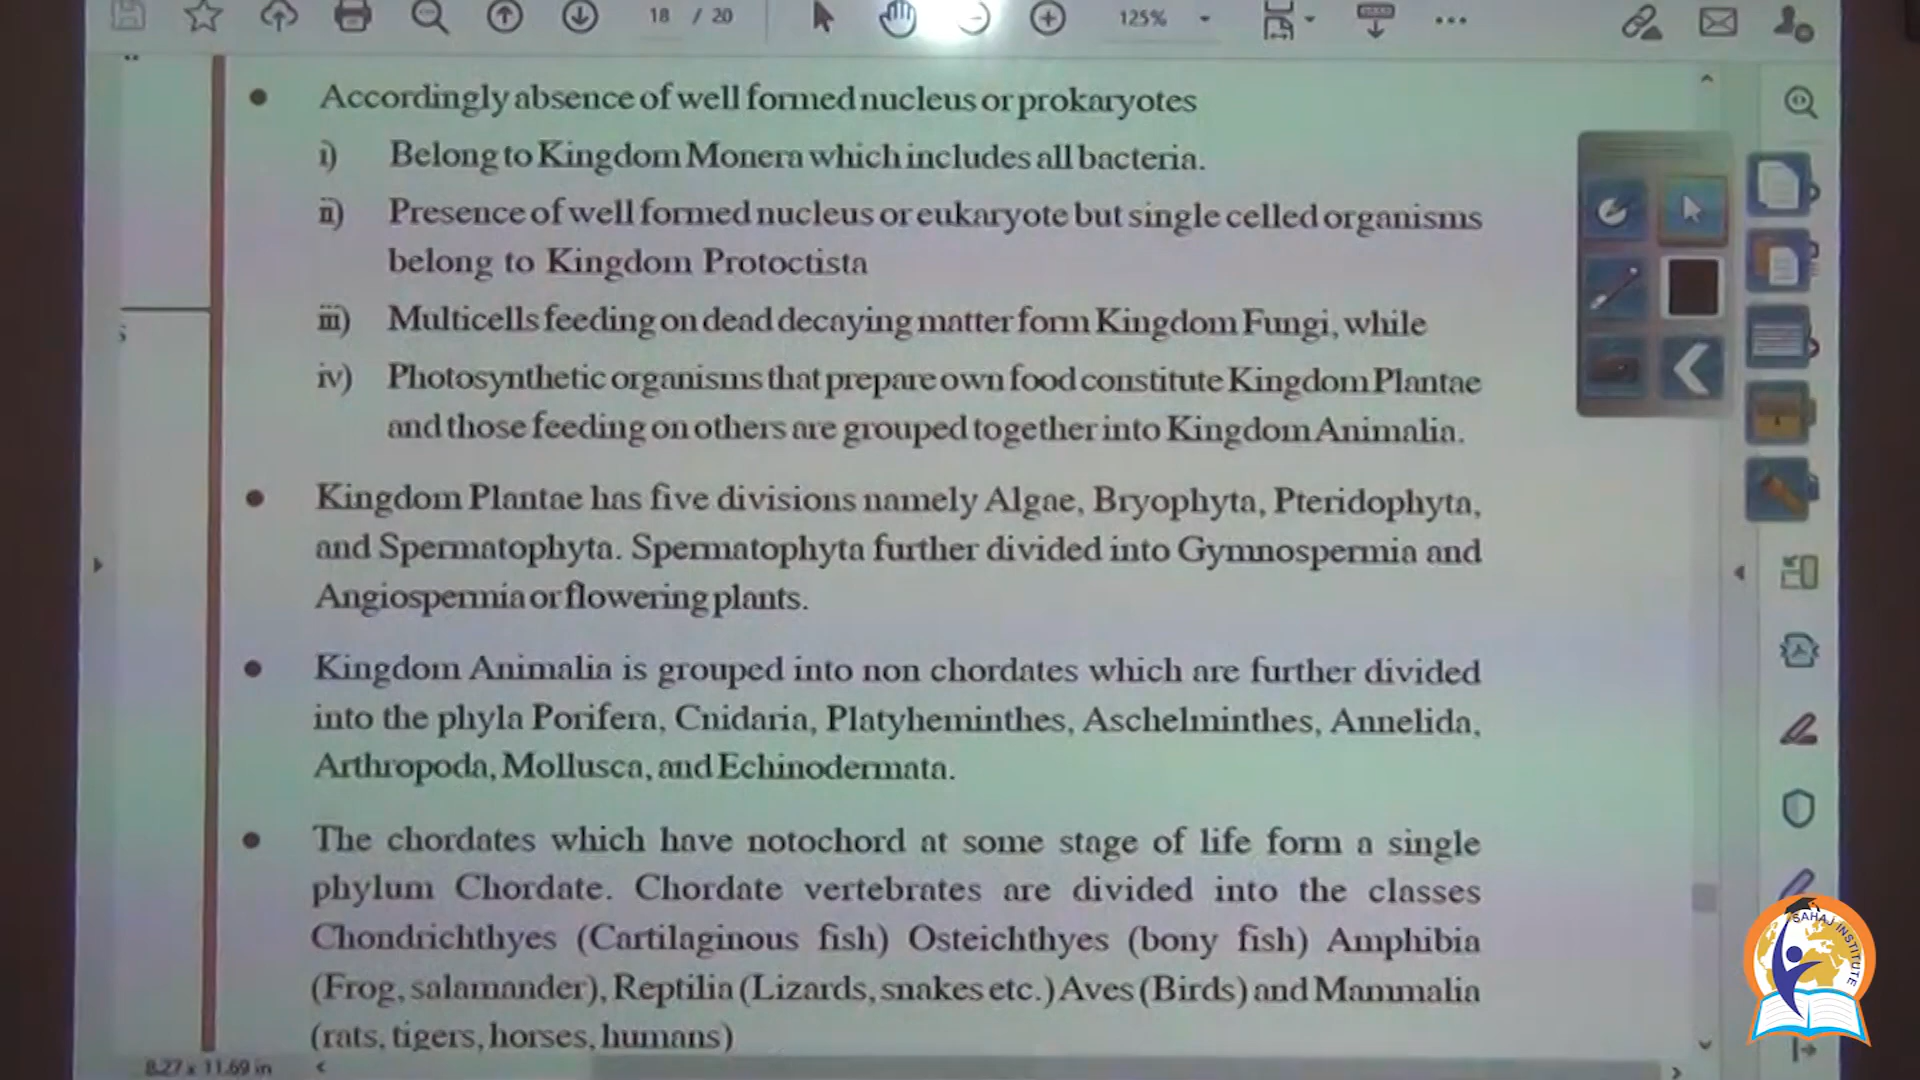 18 / 20
125%
• Accordingly absence of well formed nucleus or prokaryotes
i) Belong to Kingdom Monera which includes all bacteria.
ii) Presence of well formed nucleus or eukaryote but single celled organisms
belong to Kingdom Protoctista
iii) Multicells feeding on dead decaying matter form Kingdom Fungi, while
iv) Photosynthetic organisms that prepare own food constitute Kingdom Plantae
and those feeding on others are grouped together into Kingdom Animalia.
• Kingdom Plantae has five divisions namely Algae, Bryophyta, Pteridophyta,
and Spermatophyta. Spermatophyta further divided into Gymnospermia and
Angiospermia or flowering plants.
• Kingdom Animalia is grouped into non chordates which are further divided
into the phyla Porifera, Cnidaria, Platyheminthes, Aschelminthes, Annelida,
Arthropoda, Mollusca, and Echinodermata.
• The chordates which have notochord at some stage of life form a single
phylum Chordate. Chordate vertebrates are divided into the classes
Chondrichthyes (Cartilaginous fish) Osteichthyes (bony fish) Amphibia
(Frog, salamander), Reptilia (Lizards, snakes etc.) Aves (Birds) and Mammalia
(rats, tigers, horses, humans)
8.27 x 11.69 in
SAHAJ INSTITUTE